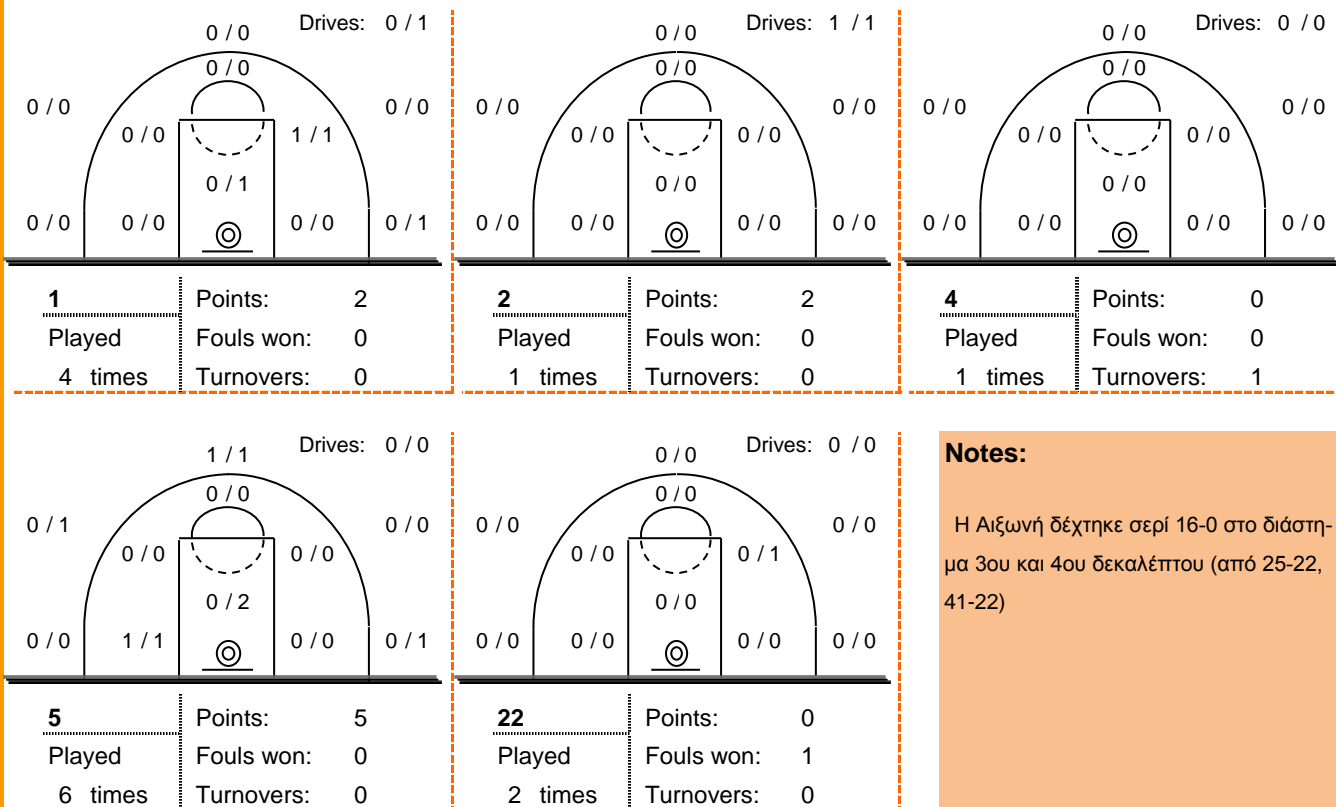 0 / 0 Drives: 0 / 1
0 / 0
0 / 0 0 / 0
0 / 0 1 / 1
0 / 1
0 / 0 0 / 0 0 / 0 0 / 1
1 Points: 2
Played Fouls won: 0
4 times Turnovers: 0
0 / 0 Drives: 1 / 1
0 / 0
0 / 0 0 / 0
0 / 0 0 / 0
0 / 0
0 / 0 0 / 0 0 / 0 0 / 0
2 Points: 2
Played Fouls won: 0
1 times Turnovers: 0
0 / 0 Drives: 0 / 0
0 / 0
0 / 0 0 / 0
0 / 0 0 / 0
0 / 0
0 / 0 0 / 0 0 / 0 0 / 0
4 Points: 0
Played Fouls won: 0
1 times Turnovers: 1
1 / 1 Drives: 0 / 0
0 / 0
0 / 1 0 / 0
0 / 0 0 / 0
0 / 2
0 / 0 1 / 1 0 / 0 0 / 1
5 Points: 5
Played Fouls won: 0
6 times Turnovers: 0
0 / 0 Drives: 0 / 0
0 / 0
0 / 0 0 / 0
0 / 0 0 / 1
0 / 0
0 / 0 0 / 0 0 / 0 0 / 0
22 Points: 0
Played Fouls won: 1
2 times Turnovers: 0
Notes:
Η Αιξωνή δέχτηκε σερί 16-0 στο διάστη-
μα 3ου και 4ου δεκαλέπτου (από 25-22,
41-22)